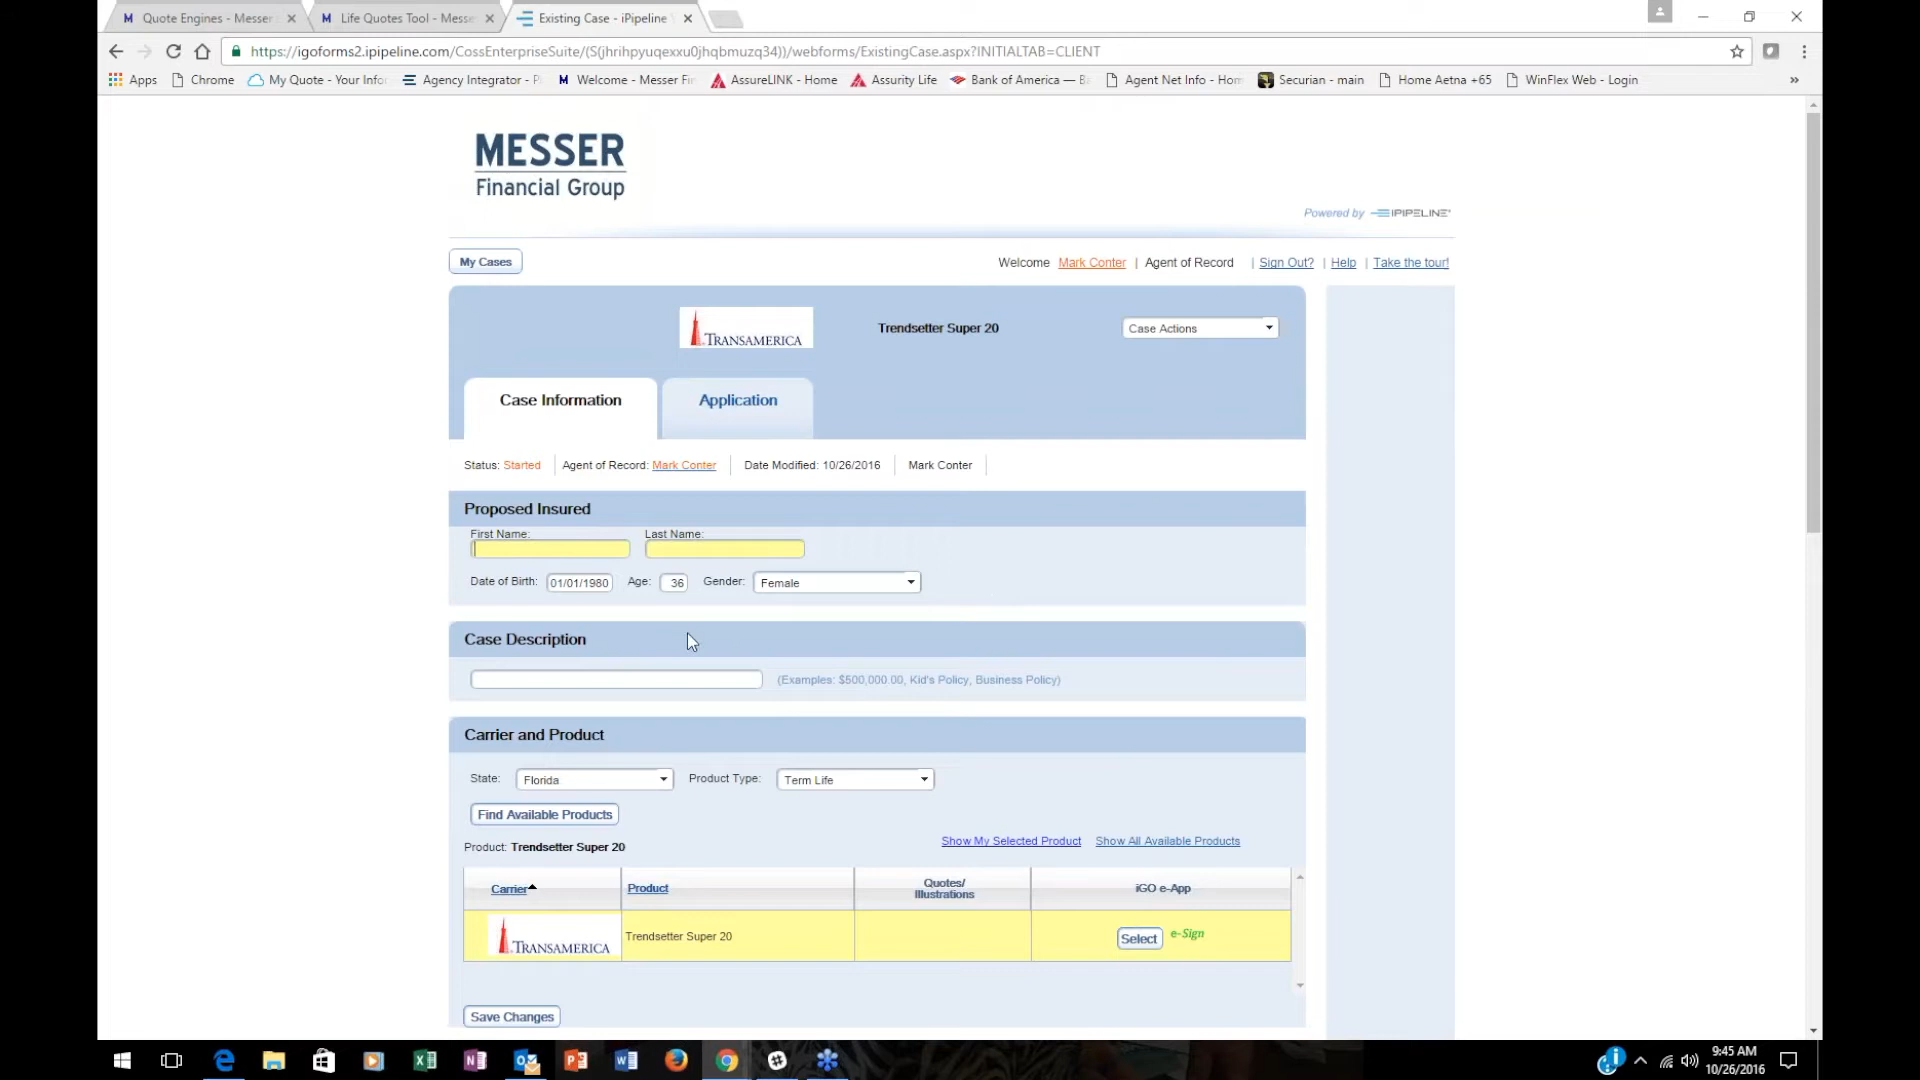 Quote Engines - Messer
Life Quotes Tool - Messe
Existing Case - iPipeline
https://igoforms2.ipipeline.com/CossEnterpriseSuite/(S(jhrihpyuqexxu0jhqbmuzq34))/webforms/ExistingCase.aspx?INITIALTAB=CLIENT
Apps
Chrome
My Quote - Your Info
Agency Integrator - P
Welcome - Messer Fin
AssureLINK - Home
Assurity Life
Bank of America — B
Agent Net Info - Hom
Securian - main
Home Aetna +65
WinFlex Web - Login
»
MESSER
Financial Group
Powered by IPIPELINE
My Cases
Welcome Mark Conter | Agent of Record | Sign Out? | Help | Take the tour!
TRANSAMERICA
Trendsetter Super 20
Case Actions
Case Information
Application
Status: Started
Agent of Record: Mark Conter
Date Modified: 10/26/2016
Mark Conter
Proposed Insured
First Name:
Last Name:
Date of Birth: 01/01/1980 Age: 36 Gender: Female
Case Description
(Examples: $500,000.00, Kid's Policy, Business Policy)
Carrier and Product
State: Florida Product Type: Term Life
Find Available Products
Show My Selected Product Show All Available Products
Product: Trendsetter Super 20
Carrier
Product
Quotes/
Illustrations
iGO e-App
TRANSAMERICA
Trendsetter Super 20
Select e-Sign
Save Changes
9:45 AM
10/26/2016